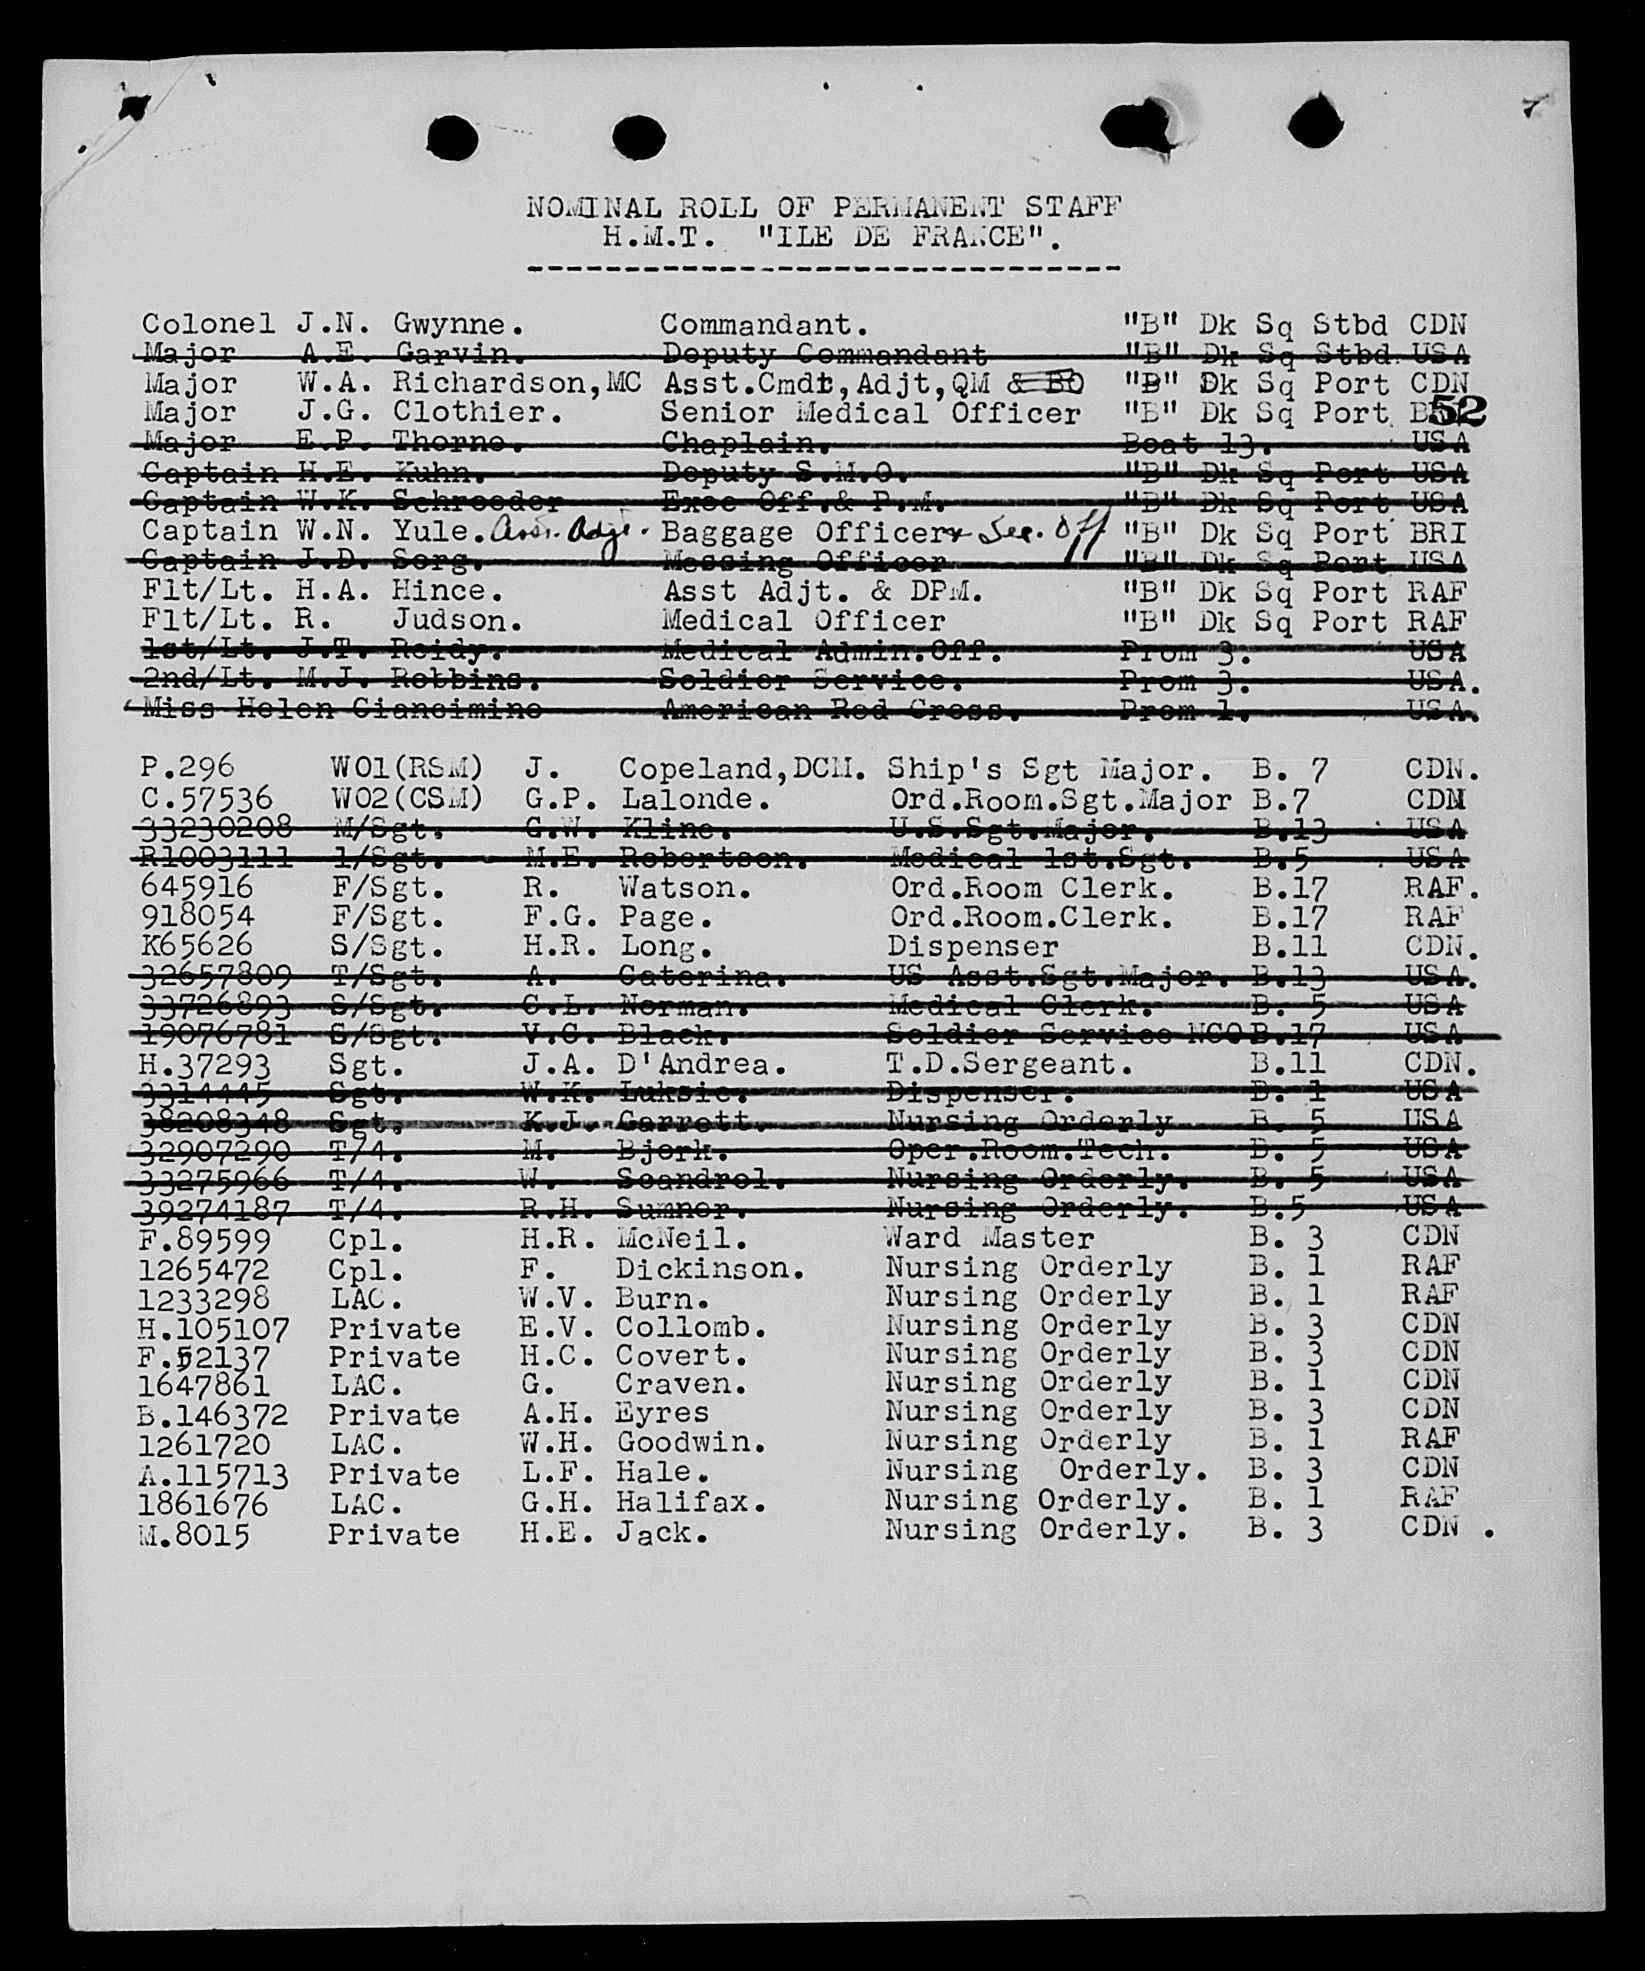 NOMINAL ROLL OF PERMANENT STAFF
H.M.T. "ILE DE FRANCE".
--------------------------------
Colonel J.N. Gwynne. Commandant. "B" Dk Sq Stbd CDN
Major A.E. Garvin. Deputy Commandant "B" Dk Sq Stbd. USA
Major W.A. Richardson,MC Asst.Cmdt,Adjt,QM & BO "B" Dk Sq Port CDN
Major J.G. Clothier. Senior Medical Officer "B" Dk Sq Port 52
Major E.P. Thorne. Chaplain. Boat 13. USA
Captain H.E. Kuhn. Deputy S.M.O. "B" Dk Sq Port USA
Captain W.K. Schroeder Exec Off.& P.M. "B" Dk Sq Port USA
Captain W.N. Yule. Asst. Adjt. Baggage Officer & Sec. Off "B" Dk Sq Port BRI
Captain J.D. Sorg. Messing Officer "B" Dk Sq Port USA
Flt/Lt. H.A. Hince. Asst Adjt. & DPM. "B" Dk Sq Port RAF
Flt/Lt. R. Judson. Medical Officer "B" Dk Sq Port RAF
1st/Lt. J.T. Reidy. Medical Admin.Off. Prom 3. USA
2nd/Lt. M.J. Robbins. Soldier Service. Prom 3. USA.
Miss Helen Cianoimino American Red Cross. Prom 1. USA.
P.296 WO1(RSM) J. Copeland,DCM. Ship's Sgt Major. B. 7 CDN.
C.57536 WO2(CSM) G.P. Lalonde. Ord.Room.Sgt.Major B.7 CDN
33230208 M/Sgt. G.W. Kline. U.S.Sgt.Major. B.13 USA
R1003111 1/Sgt. M.E. Robertson. Medical 1st.Sgt. B.5 USA
645916 F/Sgt. R. Watson. Ord.Room Clerk. B.17 RAF.
918054 F/Sgt. F.G. Page. Ord.Room.Clerk. B.17 RAF
K65626 S/Sgt. H.R. Long. Dispenser B.11 CDN.
32657809 T/Sgt. A. Caterina. US Asst.Sgt.Major. B.13 USA.
33726893 S/Sgt. C.L. Norman. Medical Clerk. B. 5 USA
19076781 S/Sgt. V.C. Black. Soldier Service NCO B.17 USA
H.37293 Sgt. J.A. D'Andrea. T.D.Sergeant. B.11 CDN.
3314445 Sgt. W.K. Luksic. Dispenser. B. 1 USA
38208348 Sgt. K.J. Garrett. Nursing Orderly B. 5 USA
32907290 T/4. M. Bjork. Oper.Room.Tech. B. 5 USA
33275966 T/4. W. Scandrol. Nursing Orderly. B. 5 USA
39274187 T/4. R.H. Sumner. Nursing Orderly. B.5 USA
F.89599 Cpl. H.R. McNeil. Ward Master B. 3 CDN
1265472 Cpl. F. Dickinson. Nursing Orderly B. 1 RAF
1233298 LAC. W.V. Burn. Nursing Orderly B. 1 RAF
H.105107 Private E.V. Collomb. Nursing Orderly B. 3 CDN
F.52137 Private H.C. Covert. Nursing Orderly B. 3 CDN
1647861 LAC. G. Craven. Nursing Orderly B. 1 CDN
B.146372 Private A.H. Eyres Nursing Orderly B. 3 CDN
1261720 LAC. W.H. Goodwin. Nursing Orderly B. 1 RAF
A.115713 Private L.F. Hale. Nursing Orderly. B. 3 CDN
1861676 LAC. G.H. Halifax. Nursing Orderly. B. 1 RAF
M.8015 Private H.E. Jack. Nursing Orderly. B. 3 CDN .